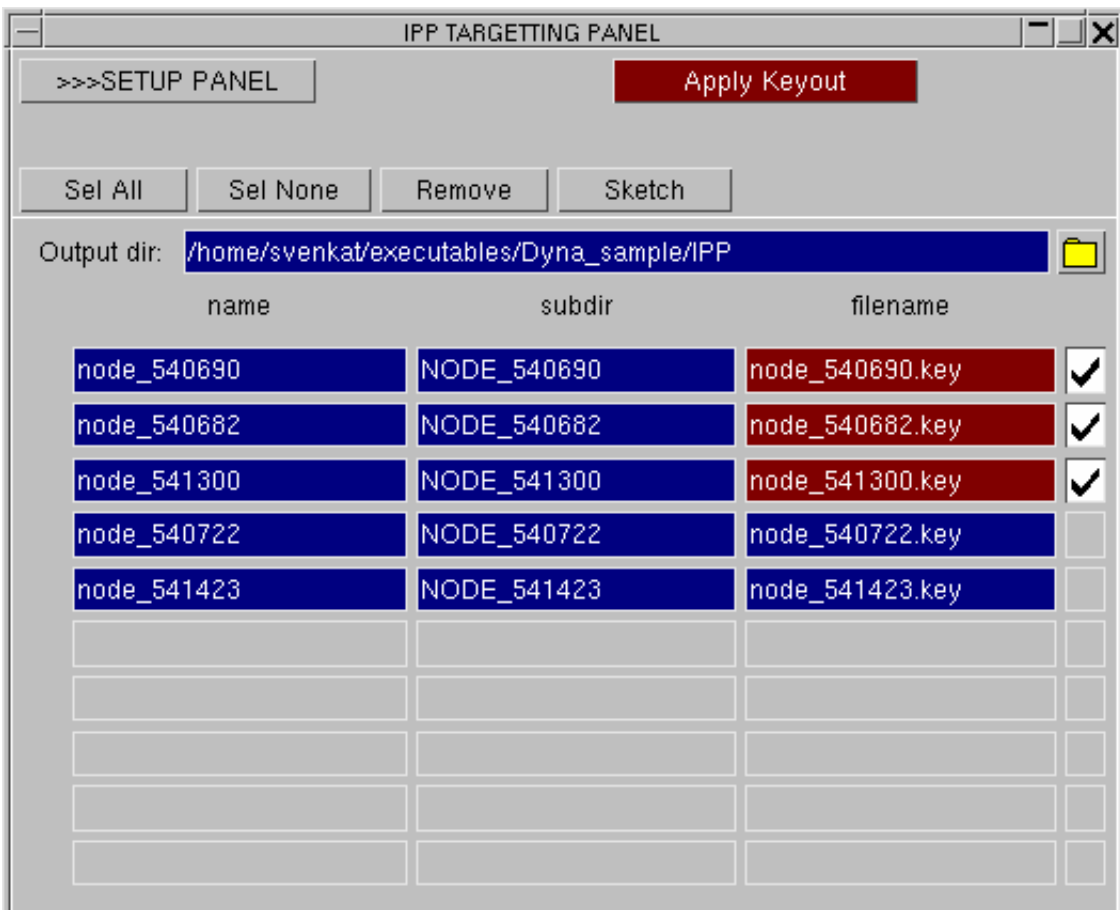 IPP TARGETTING PANEL
>>>SETUP PANEL Apply Keyout
Sel All Sel None Remove Sketch
Output dir: /home/svenkat/executables/Dyna_sample/IPP
name subdir filename
node_540690 NODE_540690 node_540690.key
node_540682 NODE_540682 node_540682.key
node_541300 NODE_541300 node_541300.key
node_540722 NODE_540722 node_540722.key
node_541423 NODE_541423 node_541423.key